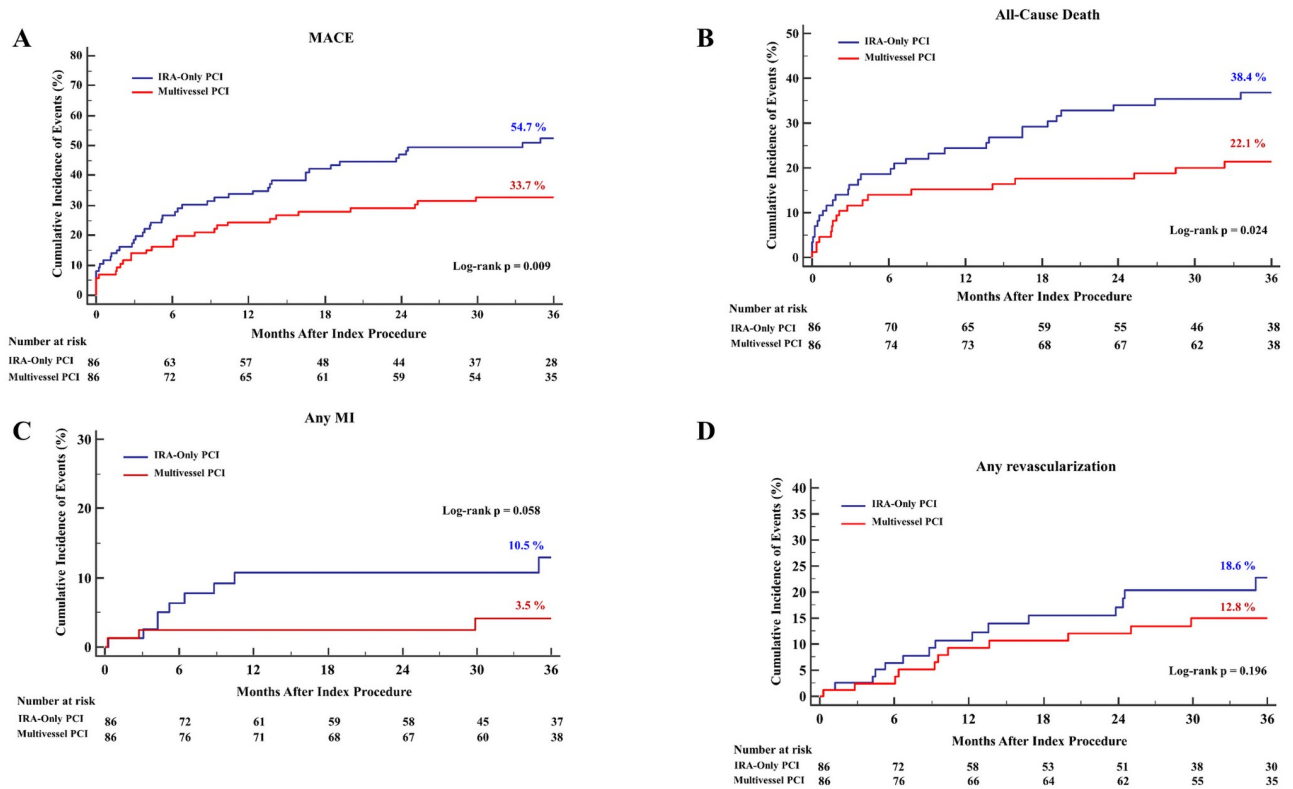 A
MACE
Cumulative Incidence of Events (%)
80
70
60
50
40
30
20
10
0
IRA-Only PCI
Multivessel PCI
54.7 %
33.7 %
Log-rank p = 0.009
0 6 12 18 24 30 36
Months After Index Procedure
Number at risk
IRA-Only PCI 86 63 57 48 44 37 28
Multivessel PCI 86 72 65 61 59 54 35
B
All-Cause Death
Cumulative Incidence of Events (%)
50
40
30
20
10
0
IRA-Only PCI
Multivessel PCI
38.4 %
22.1 %
Log-rank p = 0.024
0 6 12 18 24 30 36
Months After Index Procedure
Number at risk
IRA-Only PCI 86 70 65 59 55 46 38
Multivessel PCI 86 74 73 68 67 62 38
C
Any MI
Cumulative Incidence of Events (%)
30
20
10
0
IRA-Only PCI
Multivessel PCI
Log-rank p = 0.058
10.5 %
3.5 %
0 6 12 18 24 30 36
Months After Index Procedure
Number at risk
IRA-Only PCI 86 72 61 59 58 45 37
Multivessel PCI 86 76 71 68 67 60 38
D
Any revascularization
Cumulative Incidence of Events (%)
40
35
30
25
20
15
10
5
0
IRA-Only PCI
Multivessel PCI
18.6 %
12.8 %
Log-rank p = 0.196
0 6 12 18 24 30 36
Months After Index Procedure
Number at risk
IRA-Only PCI 86 72 58 53 51 38 30
Multivessel PCI 86 76 66 64 62 55 35